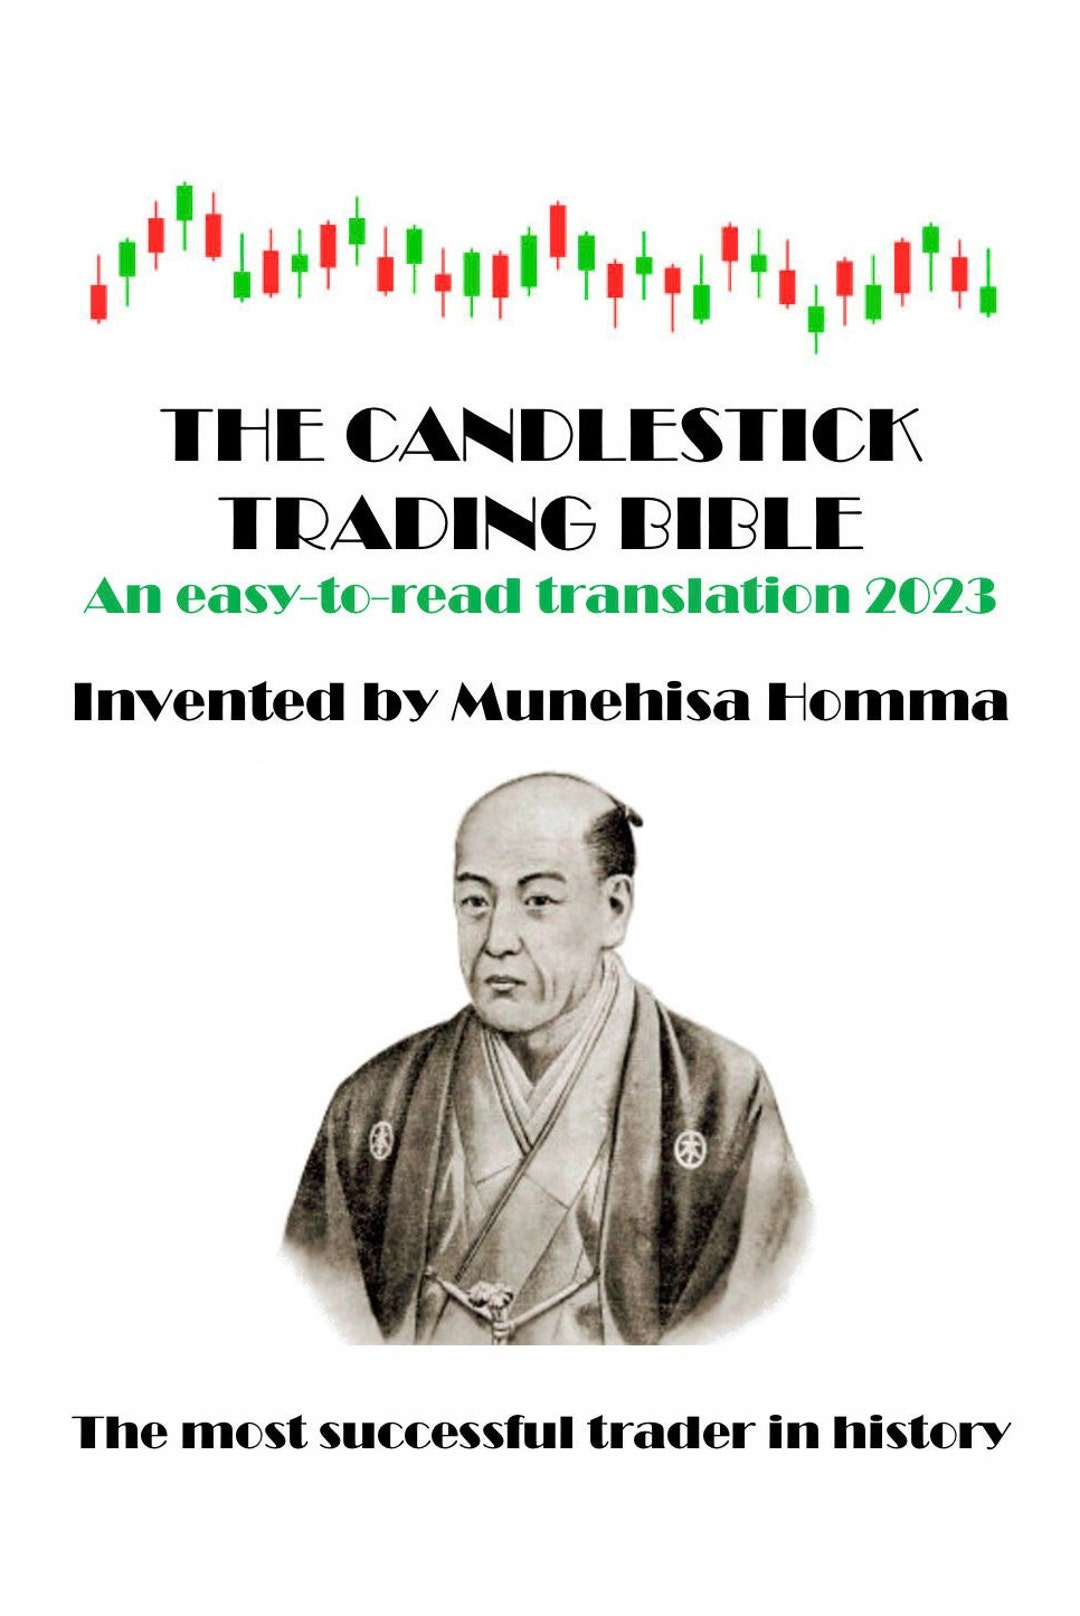 THE CANDLESTICK
TRADING BIBLE
An easy-to-read translation 2023
Invented by Munehisa Homma
The most successful trader in history